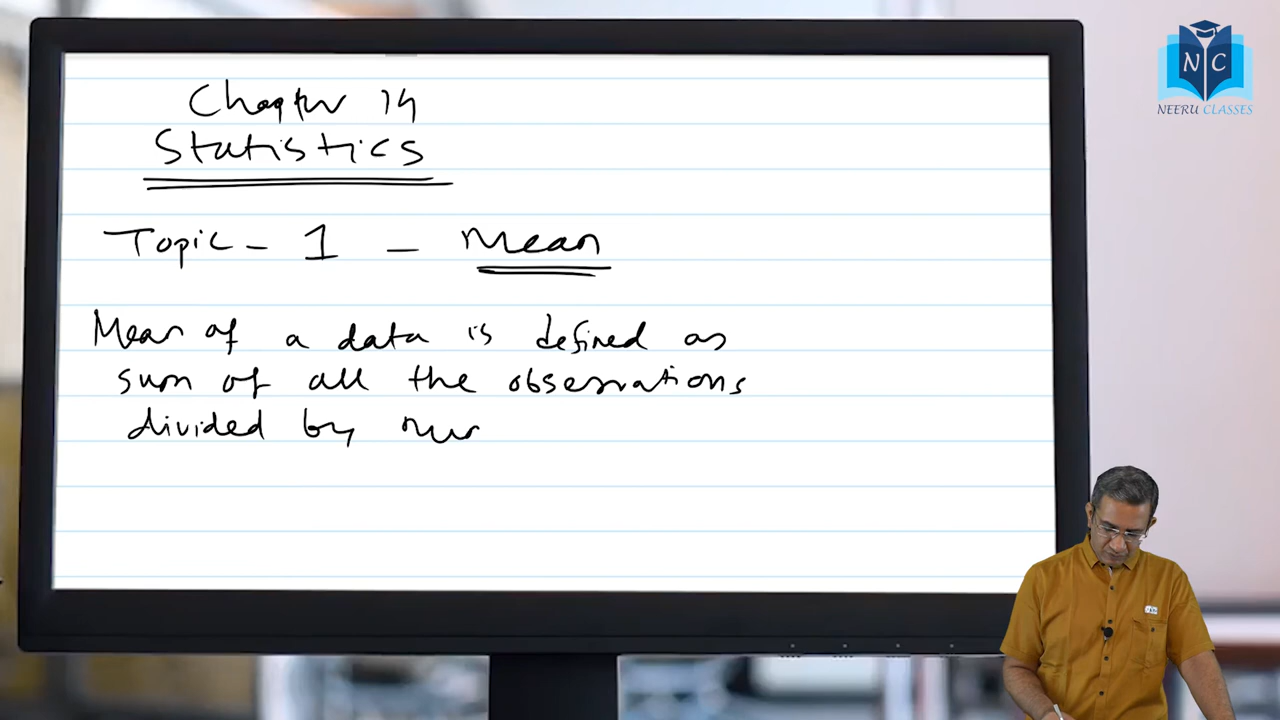 Chapter 14
Statistics
Topic - 1 - Mean
Mean of a data is defined as
sum of all the observations
divided by num
N C
NEERU CLASSES